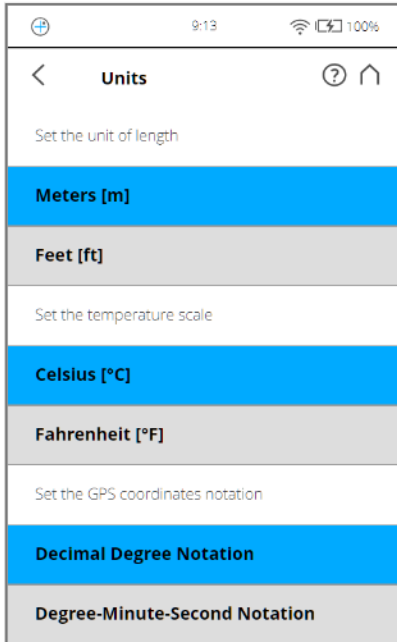 9:13 100%
Units
Set the unit of length
Meters [m]
Feet [ft]
Set the temperature scale
Celsius [°C]
Fahrenheit [°F]
Set the GPS coordinates notation
Decimal Degree Notation
Degree-Minute-Second Notation